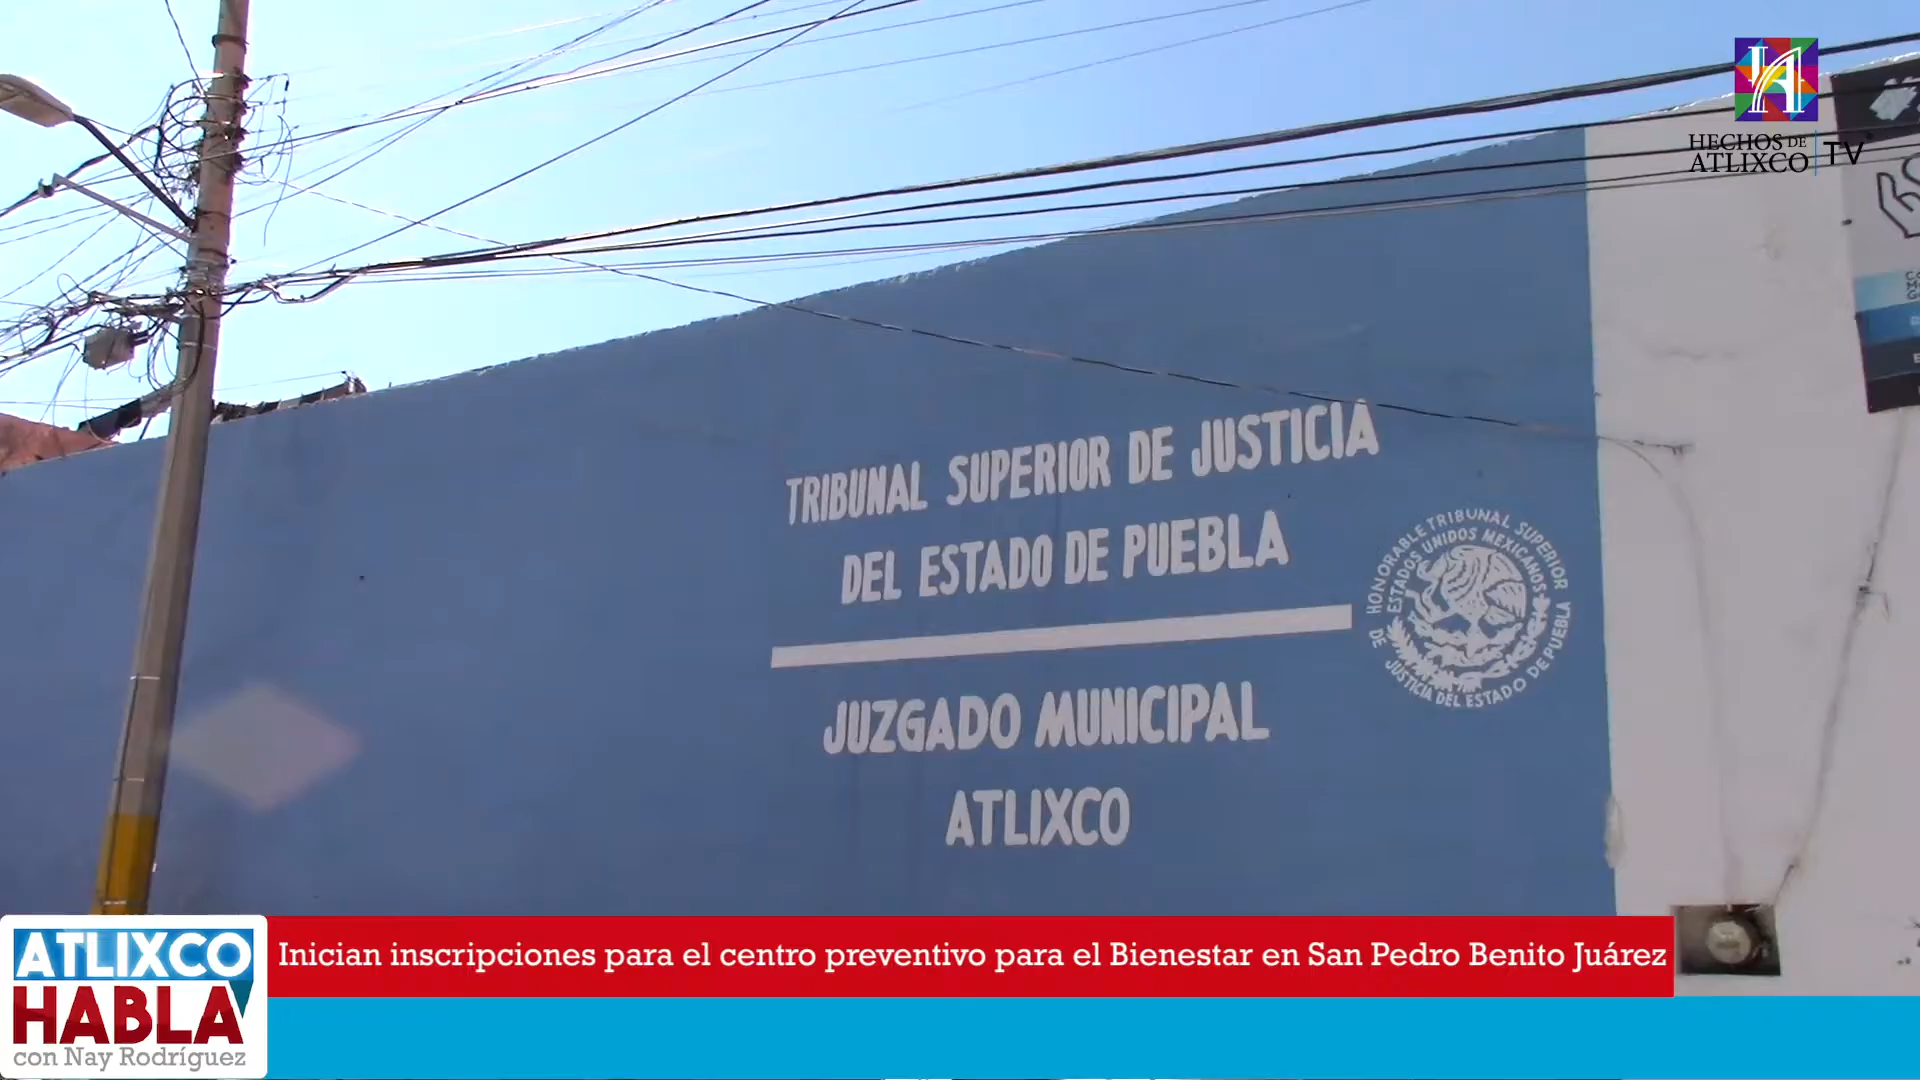 HECHOS DE
ATLIXCO TV
TRIBUNAL SUPERIOR DE JUSTICIA
DEL ESTADO DE PUEBLA
HONORABLE TRIBUNAL SUPERIOR
DE JUSTICIA DEL ESTADO DE PUEBLA
ESTADOS UNIDOS MEXICANOS
JUZGADO MUNICIPAL
ATLIXCO
ATLIXCO
HABLA
con Nay Rodríguez
Inician inscripciones para el centro preventivo para el Bienestar en San Pedro Benito Juárez